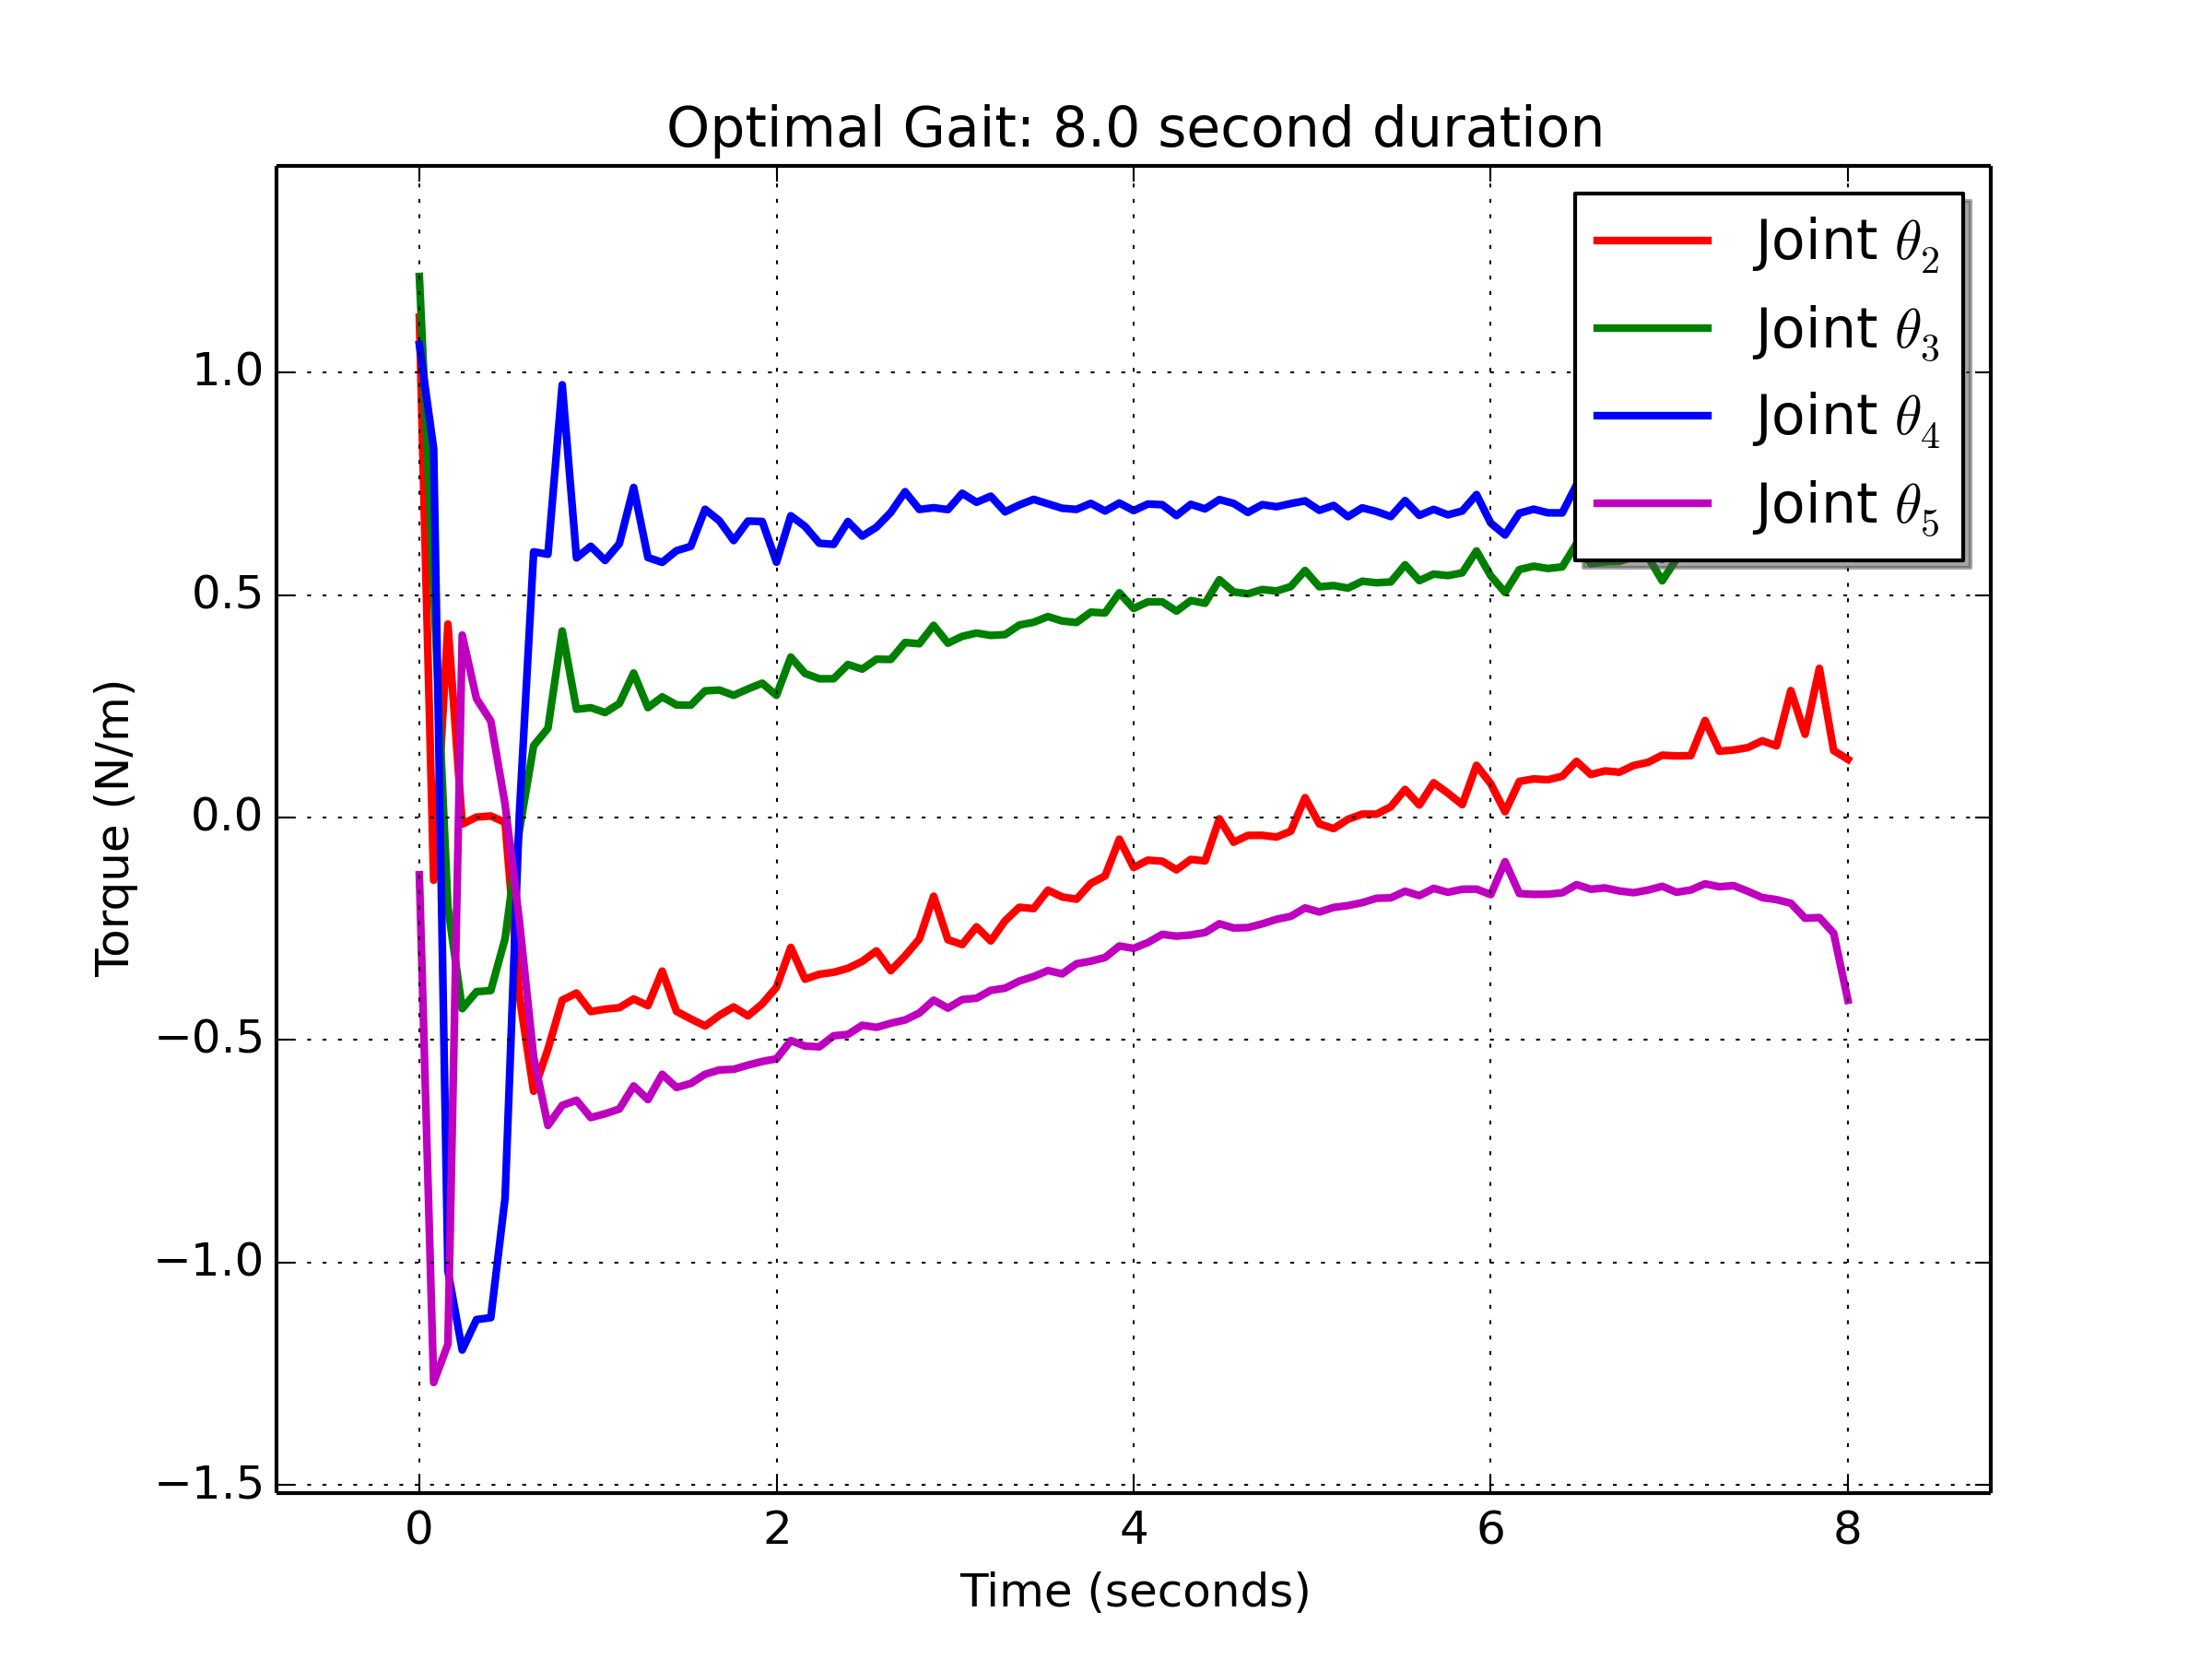 Optimal Gait: 8.0 second duration
Joint θ₂
Joint θ₃
Joint θ₄
Joint θ₅
1.0
0.5
0.0
−0.5
−1.0
−1.5
Torque (N/m)
0 2 4 6 8
Time (seconds)